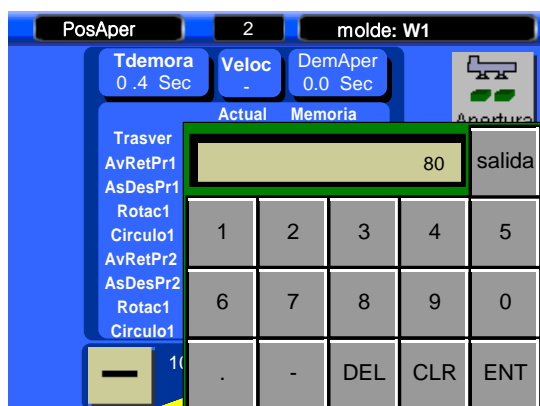 PosAper 2 molde: W1
Tdemora Veloc DemAper
0 .4 Sec - 0.0 Sec
Apertura
Actual Memoria
Trasver
AvRetPr1
AsDesPr1
Rotac1
Circulo1
AvRetPr2
AsDesPr2
Rotac1
Circulo1
10
80 salida
1 2 3 4 5
6 7 8 9 0
. - DEL CLR ENT